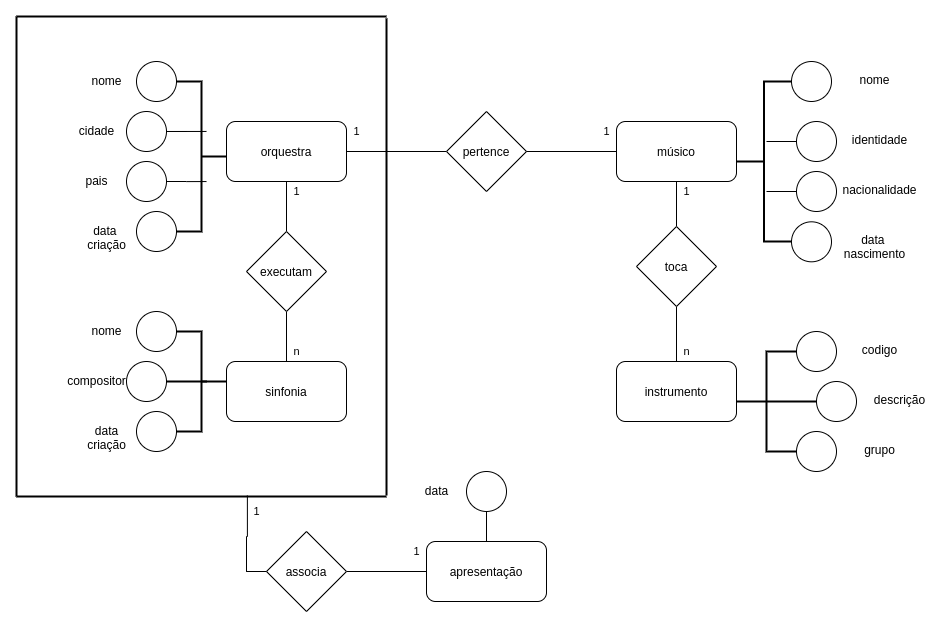 nome
cidade
pais
data
criação
orquestra
1
pertence
1
músico
nome
identidade
nacionalidade
data
nascimento
1
executam
n
1
toca
n
nome
compositor
data
criação
sinfonia
instrumento
codigo
descrição
grupo
1
associa
1
data
apresentação